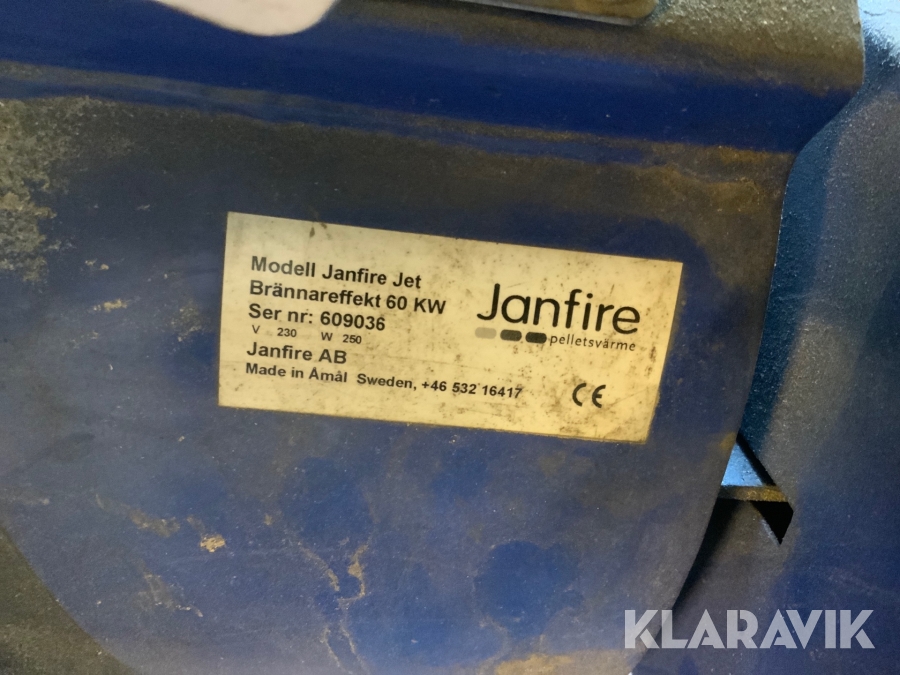 Modell Janfire Jet
Brännareffekt 60 KW
Ser nr: 609036
V 230 W 250
Janfire AB
Made in Åmål Sweden, +46 532 16417
Janfire
pelletsvärme
CE
KLARAVIK